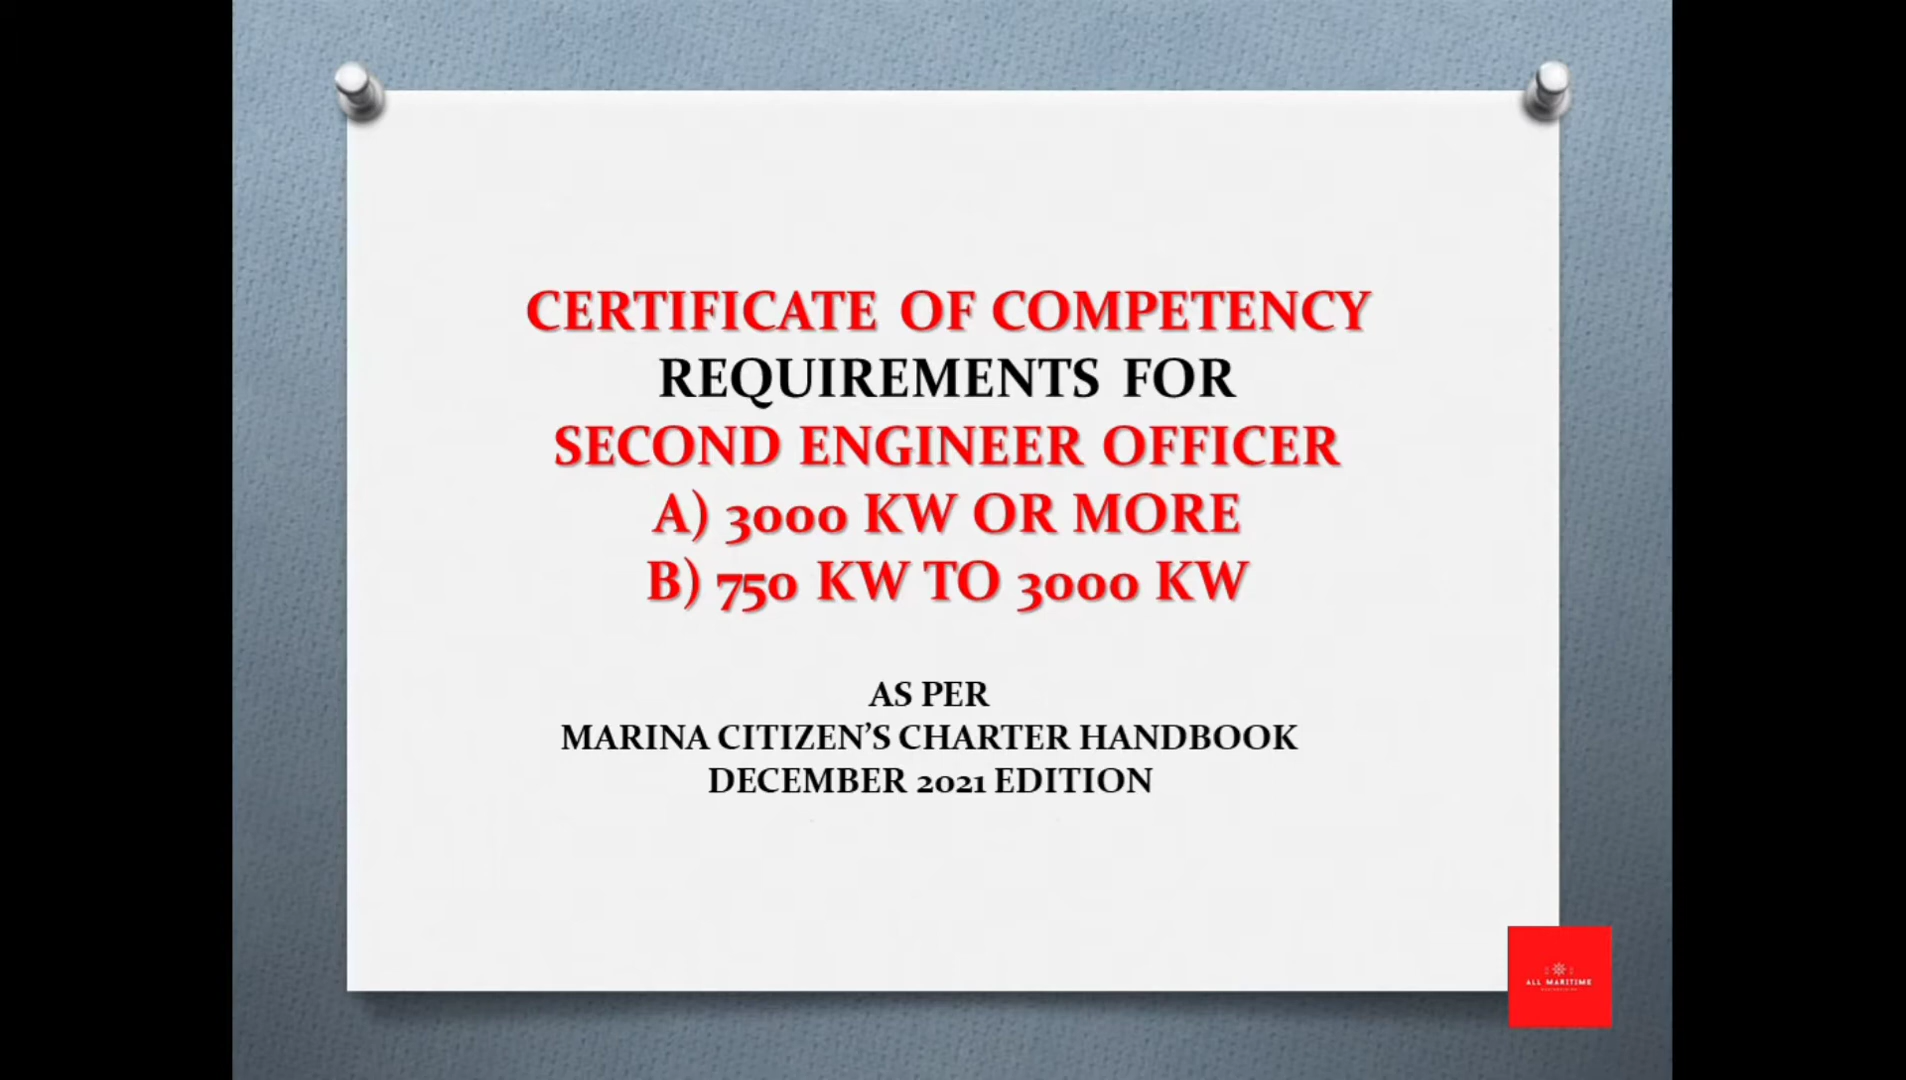 CERTIFICATE OF COMPETENCY
REQUIREMENTS FOR
SECOND ENGINEER OFFICER
A) 3000 KW OR MORE
B) 750 KW TO 3000 KW
AS PER
MARINA CITIZEN'S CHARTER HANDBOOK
DECEMBER 2021 EDITION
ALL MARITIME